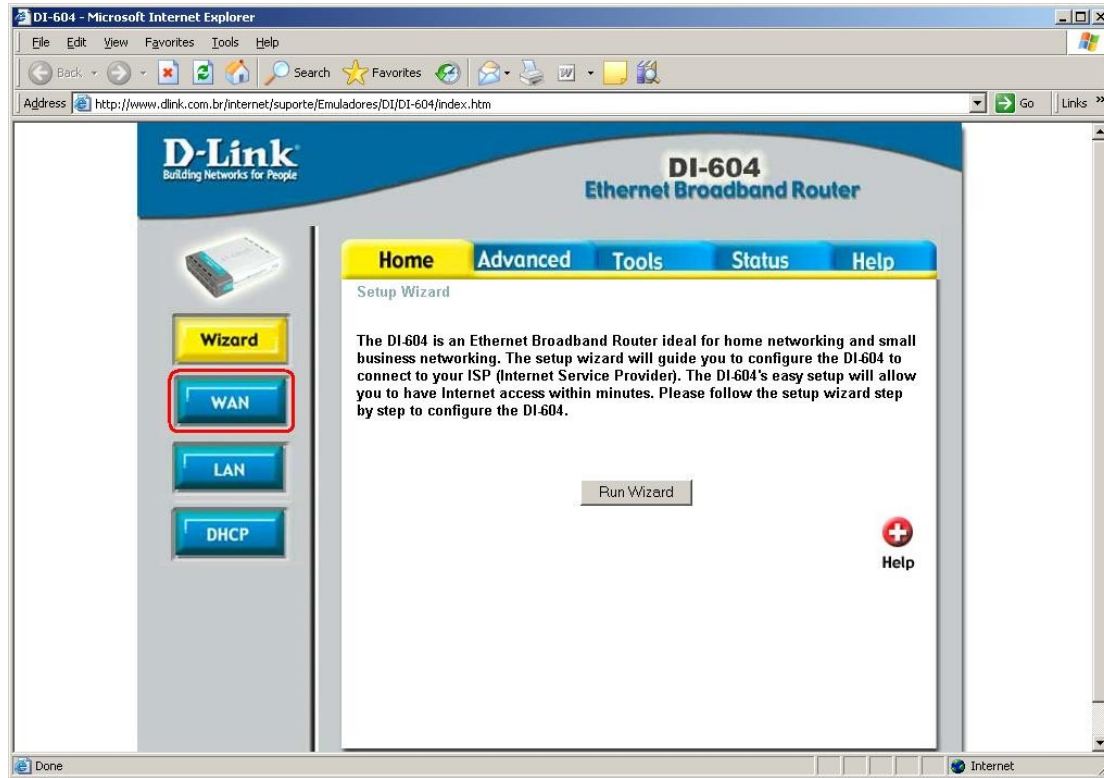 DI-604 - Microsoft Internet Explorer
File Edit View Favorites Tools Help
Back Search Favorites
Address http://www.dlink.com.br/internet/suporte/Emuladores/DI/DI-604/index.htm Go Links »
D-Link
Building Networks for People
DI-604
Ethernet Broadband Router
Home Advanced Tools Status Help
Setup Wizard
Wizard
WAN
LAN
DHCP
The DI-604 is an Ethernet Broadband Router ideal for home networking and small
business networking. The setup wizard will guide you to configure the DI-604 to
connect to your ISP (Internet Service Provider). The DI-604's easy setup will allow
you to have Internet access within minutes. Please follow the setup wizard step
by step to configure the DI-604.
Run Wizard
Help
Done Internet